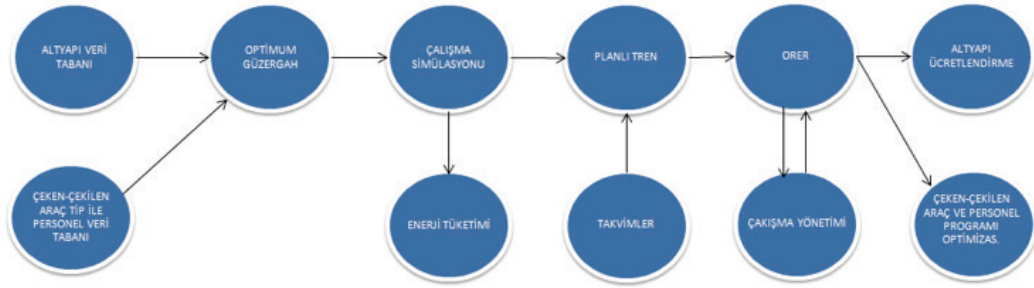 ALTYAPI VERİ
TABANI
OPTİMUM
GÜZERGAH
ÇALIŞMA
SİMÜLASYONU
PLANLI TREN
ORER
ALTYAPI
ÜCRETLENDİRME
ÇEKEN-ÇEKİLEN
ARAÇ TİP İLE
PERSONEL VERİ
TABANI
ENERJİ TÜKETİMİ
TAKVİMLER
ÇAKIŞMA YÖNETİMİ
ÇEKEN-ÇEKİLEN
ARAÇ VE PERSONEL
PROGRAMI
OPTİMİZAS.